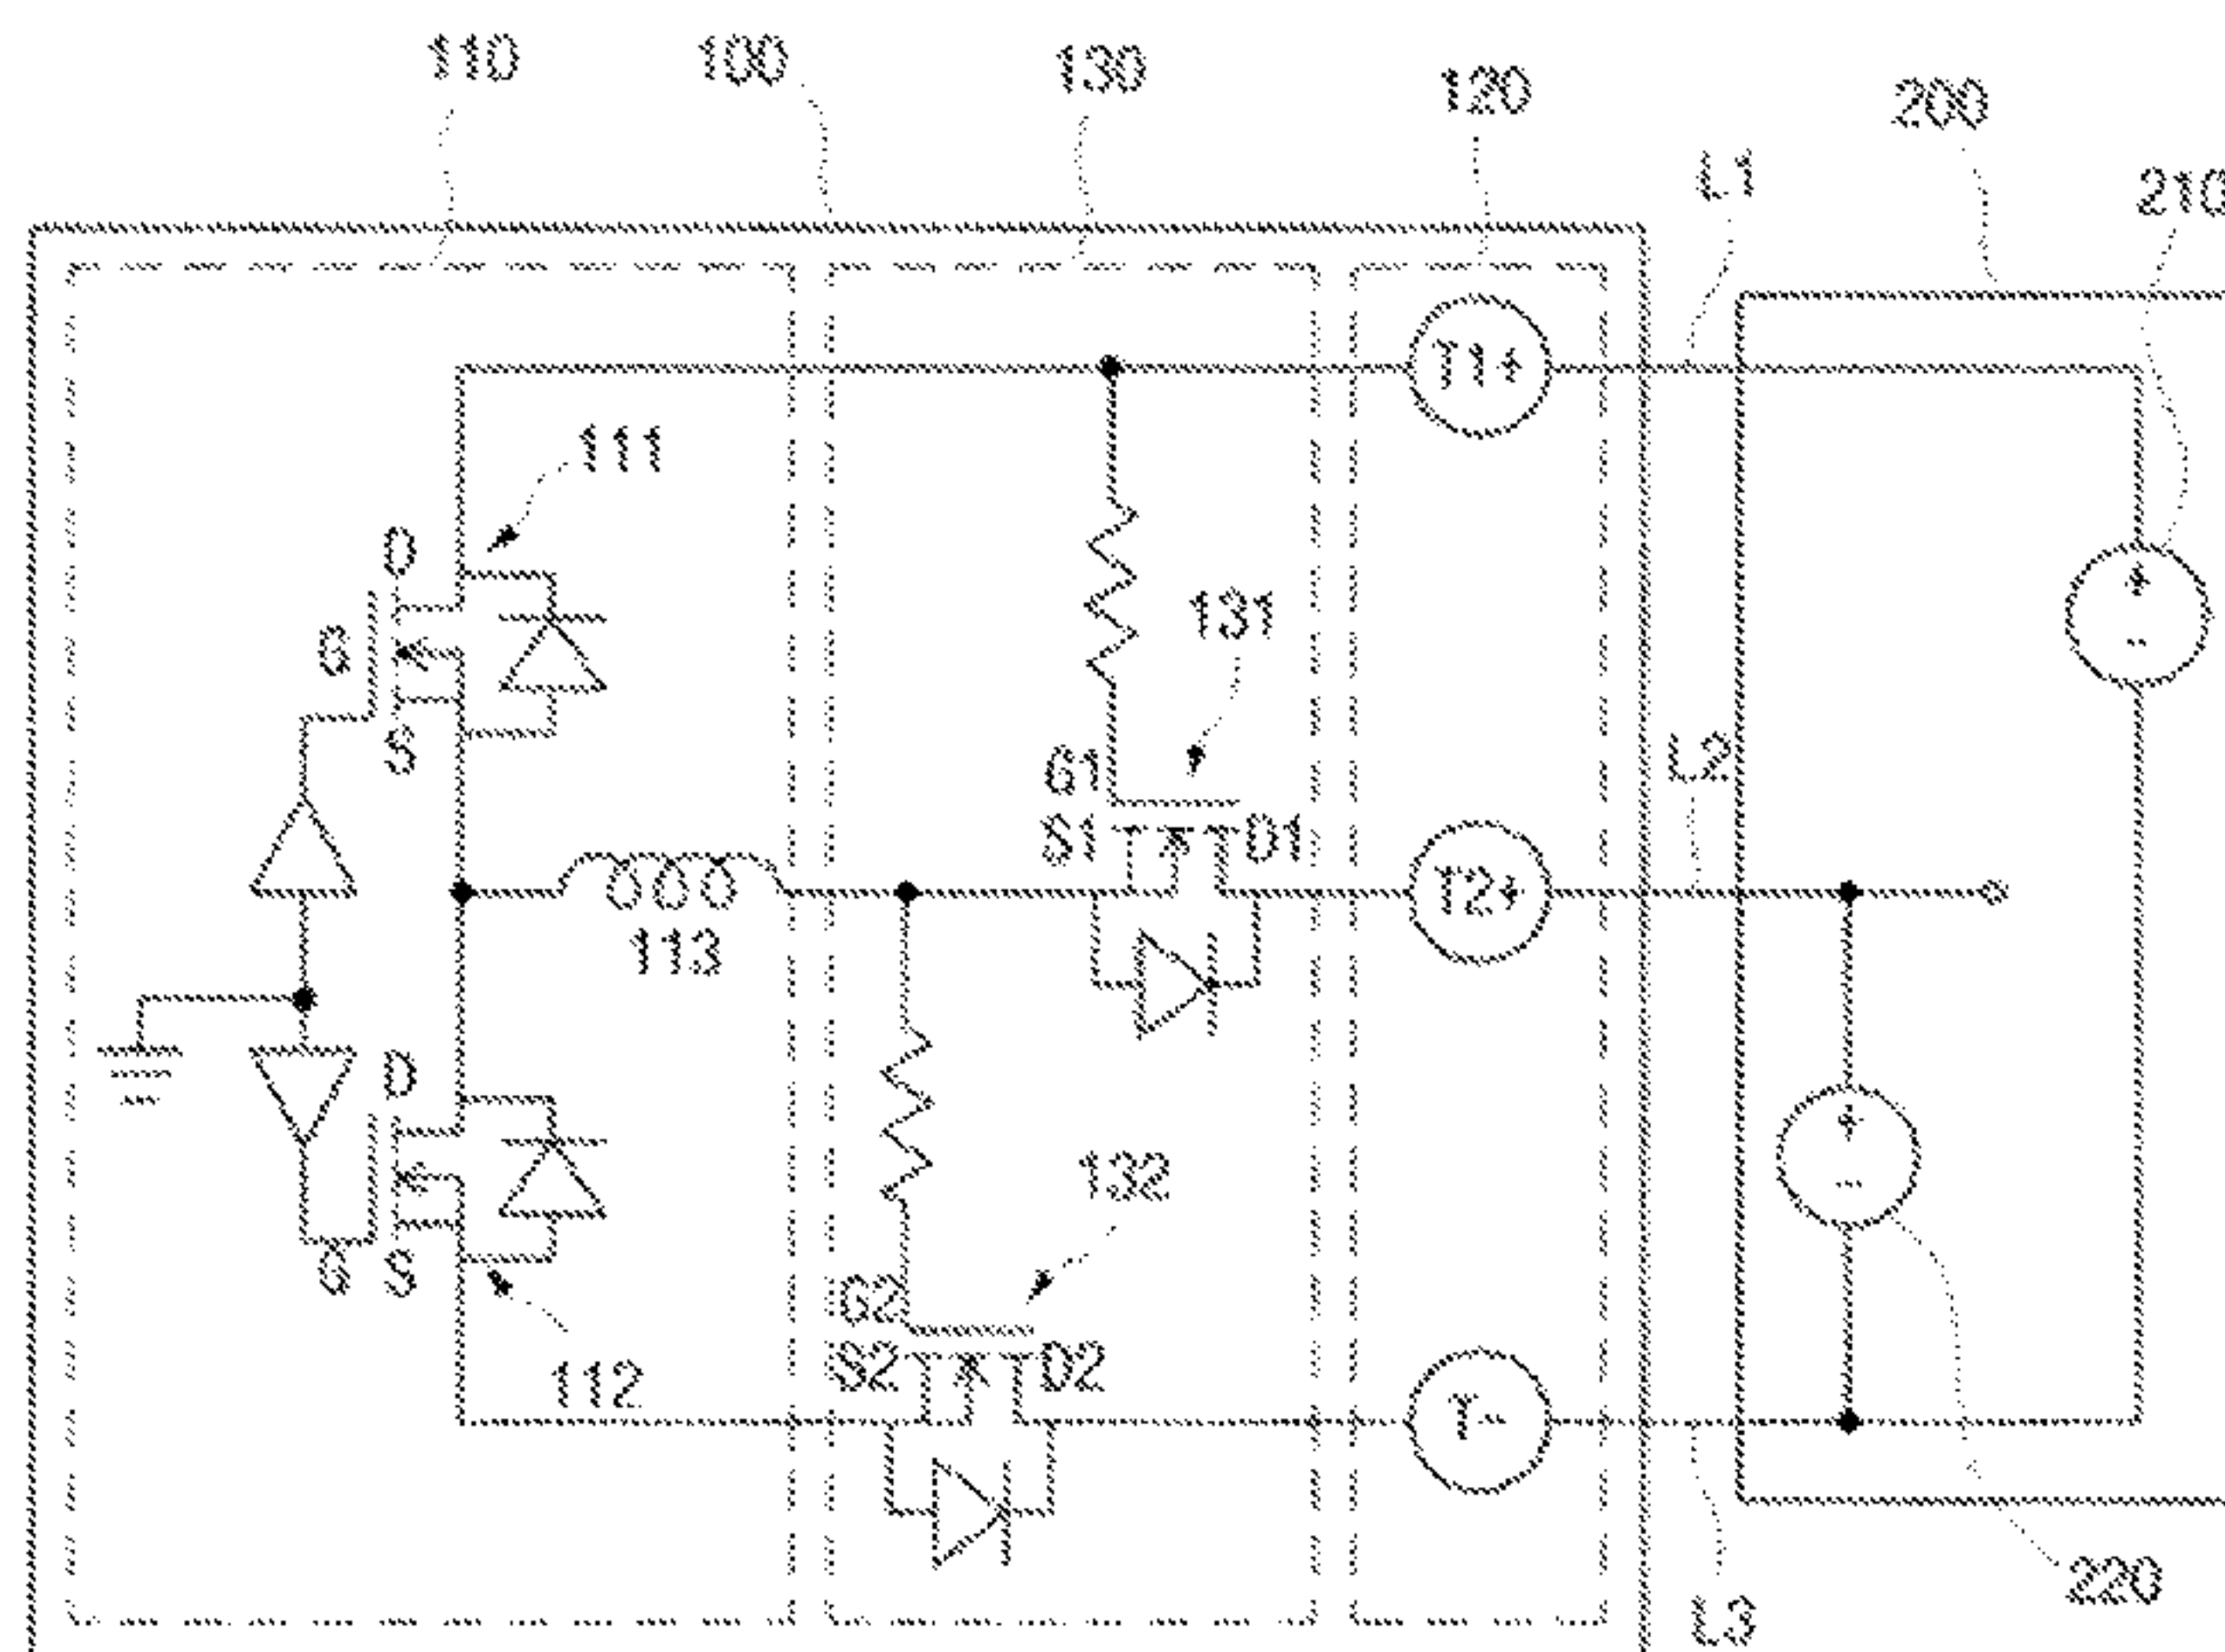 110
100
130
120
200
L1
210
T1+
111
D
G
S
+
-
131
G1
S1
D1
L2
T2+
113
D
G
S
112
+
-
132
G2
S2
D2
T-
L3
220